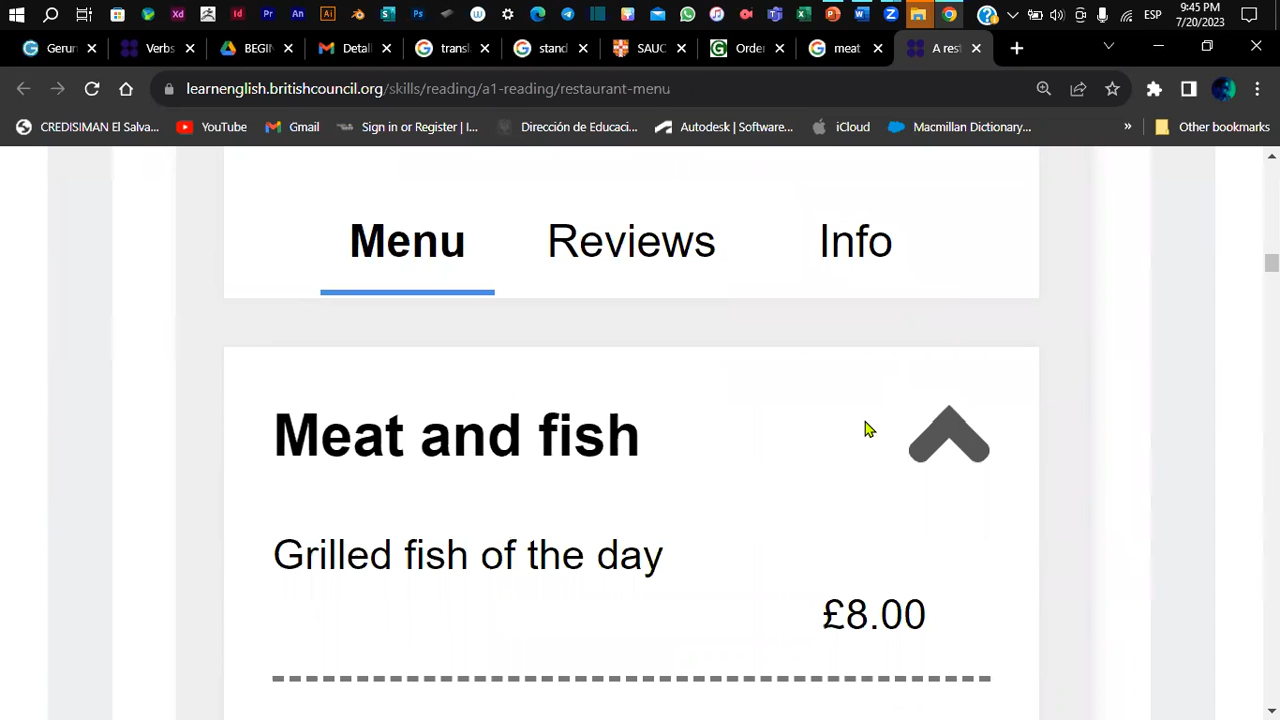 9:45 PM
ESP
7/20/2023
Gerun
Verbs
BEGIN
Detail
transl
stand
SAUC
Order
meat
A rest
learnenglish.britishcouncil.org/skills/reading/a1-reading/restaurant-menu
CREDISIMAN El Salva...
YouTube
Gmail
Sign in or Register | I...
Dirección de Educaci...
Autodesk | Software...
iCloud
Macmillan Dictionary...
»
Other bookmarks
Menu
Reviews
Info
Meat and fish
Grilled fish of the day
£8.00